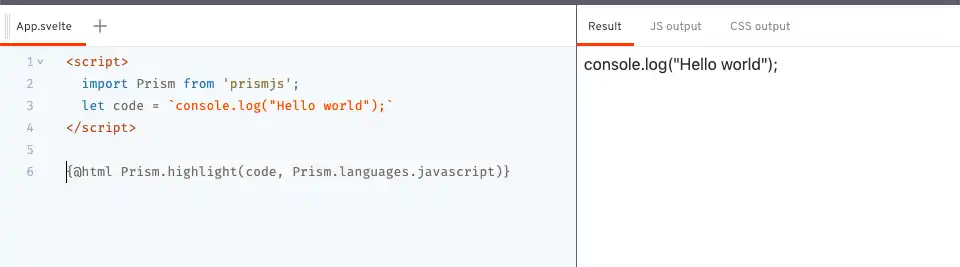 App.svelte +
Result JS output CSS output
1 <script>
2 import Prism from 'prismjs';
3 let code = `console.log("Hello world");`
4 </script>
5
6 {@html Prism.highlight(code, Prism.languages.javascript)}
console.log("Hello world");